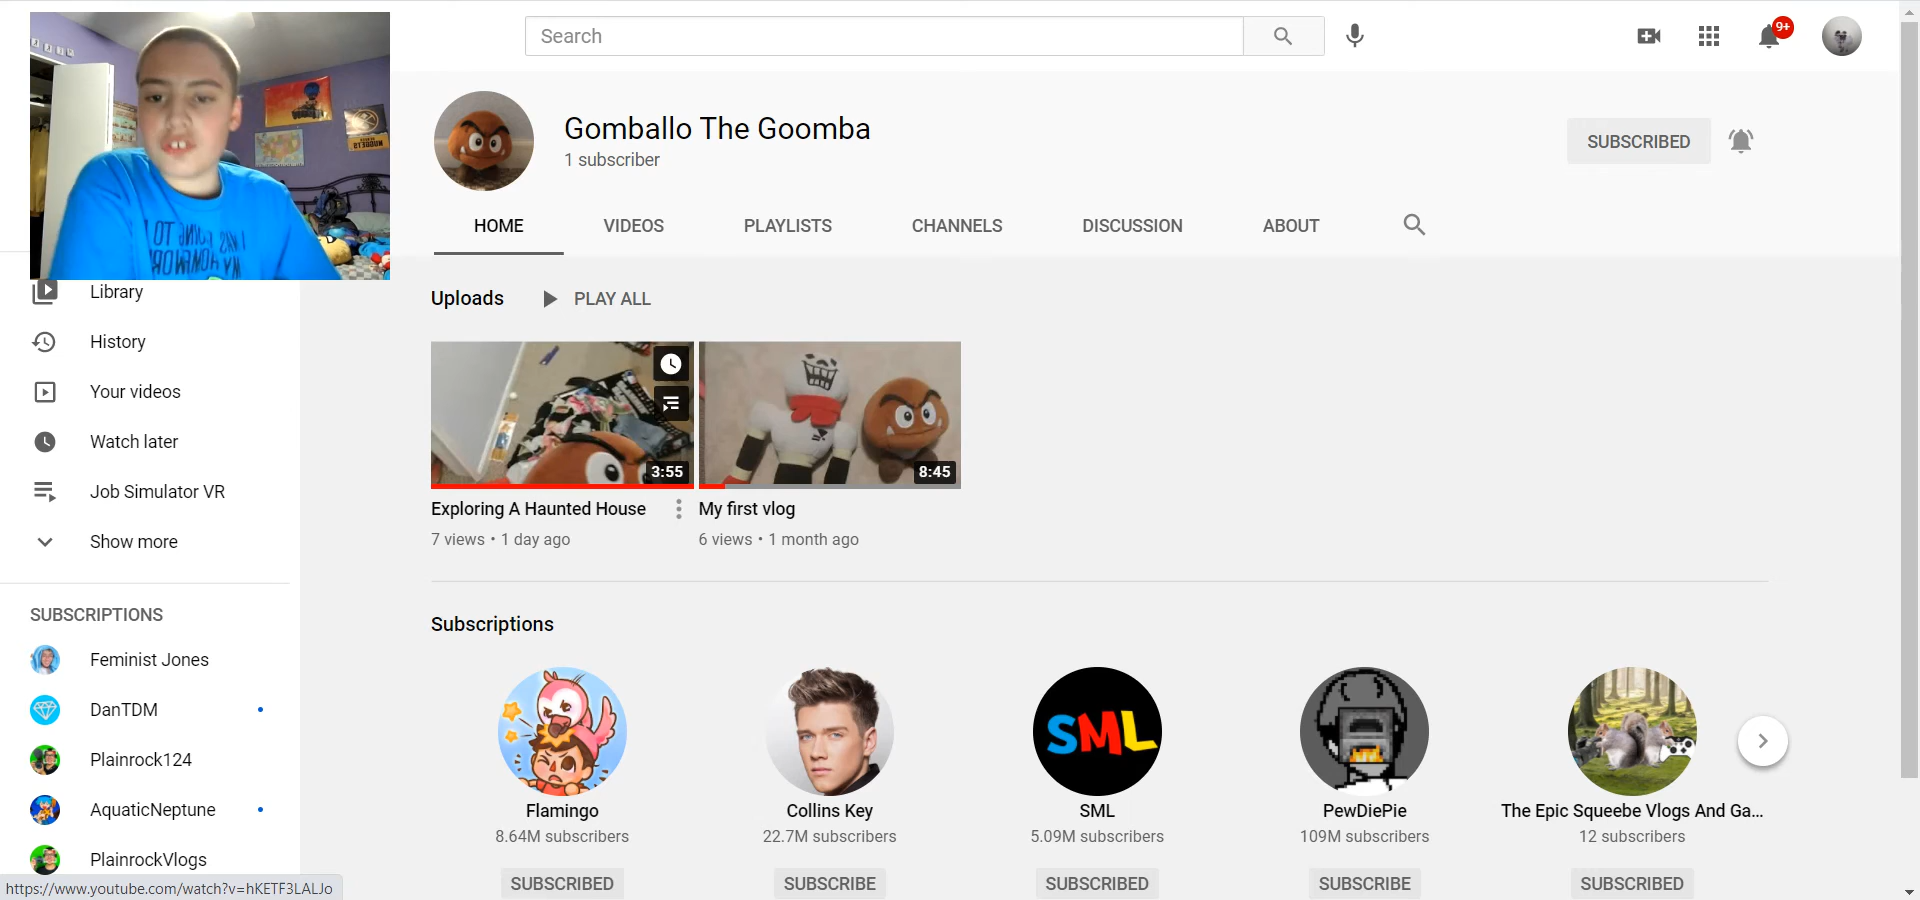 Search
9+
Gomballo The Goomba
1 subscriber
SUBSCRIBED
HOME
VIDEOS
PLAYLISTS
CHANNELS
DISCUSSION
ABOUT
Library
History
Your videos
Watch later
Job Simulator VR
Show more
SUBSCRIPTIONS
Feminist Jones
DanTDM
Plainrock124
AquaticNeptune
PlainrockVlogs
https://www.youtube.com/watch?v=hKETF3LALJo
Uploads
PLAY ALL
3:55
8:45
Exploring A Haunted House
7 views • 1 day ago
My first vlog
6 views • 1 month ago
Subscriptions
SML
Flamingo
8.64M subscribers
SUBSCRIBED
Collins Key
22.7M subscribers
SUBSCRIBE
SML
5.09M subscribers
SUBSCRIBED
PewDiePie
109M subscribers
SUBSCRIBE
The Epic Squeebe Vlogs And Ga...
12 subscribers
SUBSCRIBED